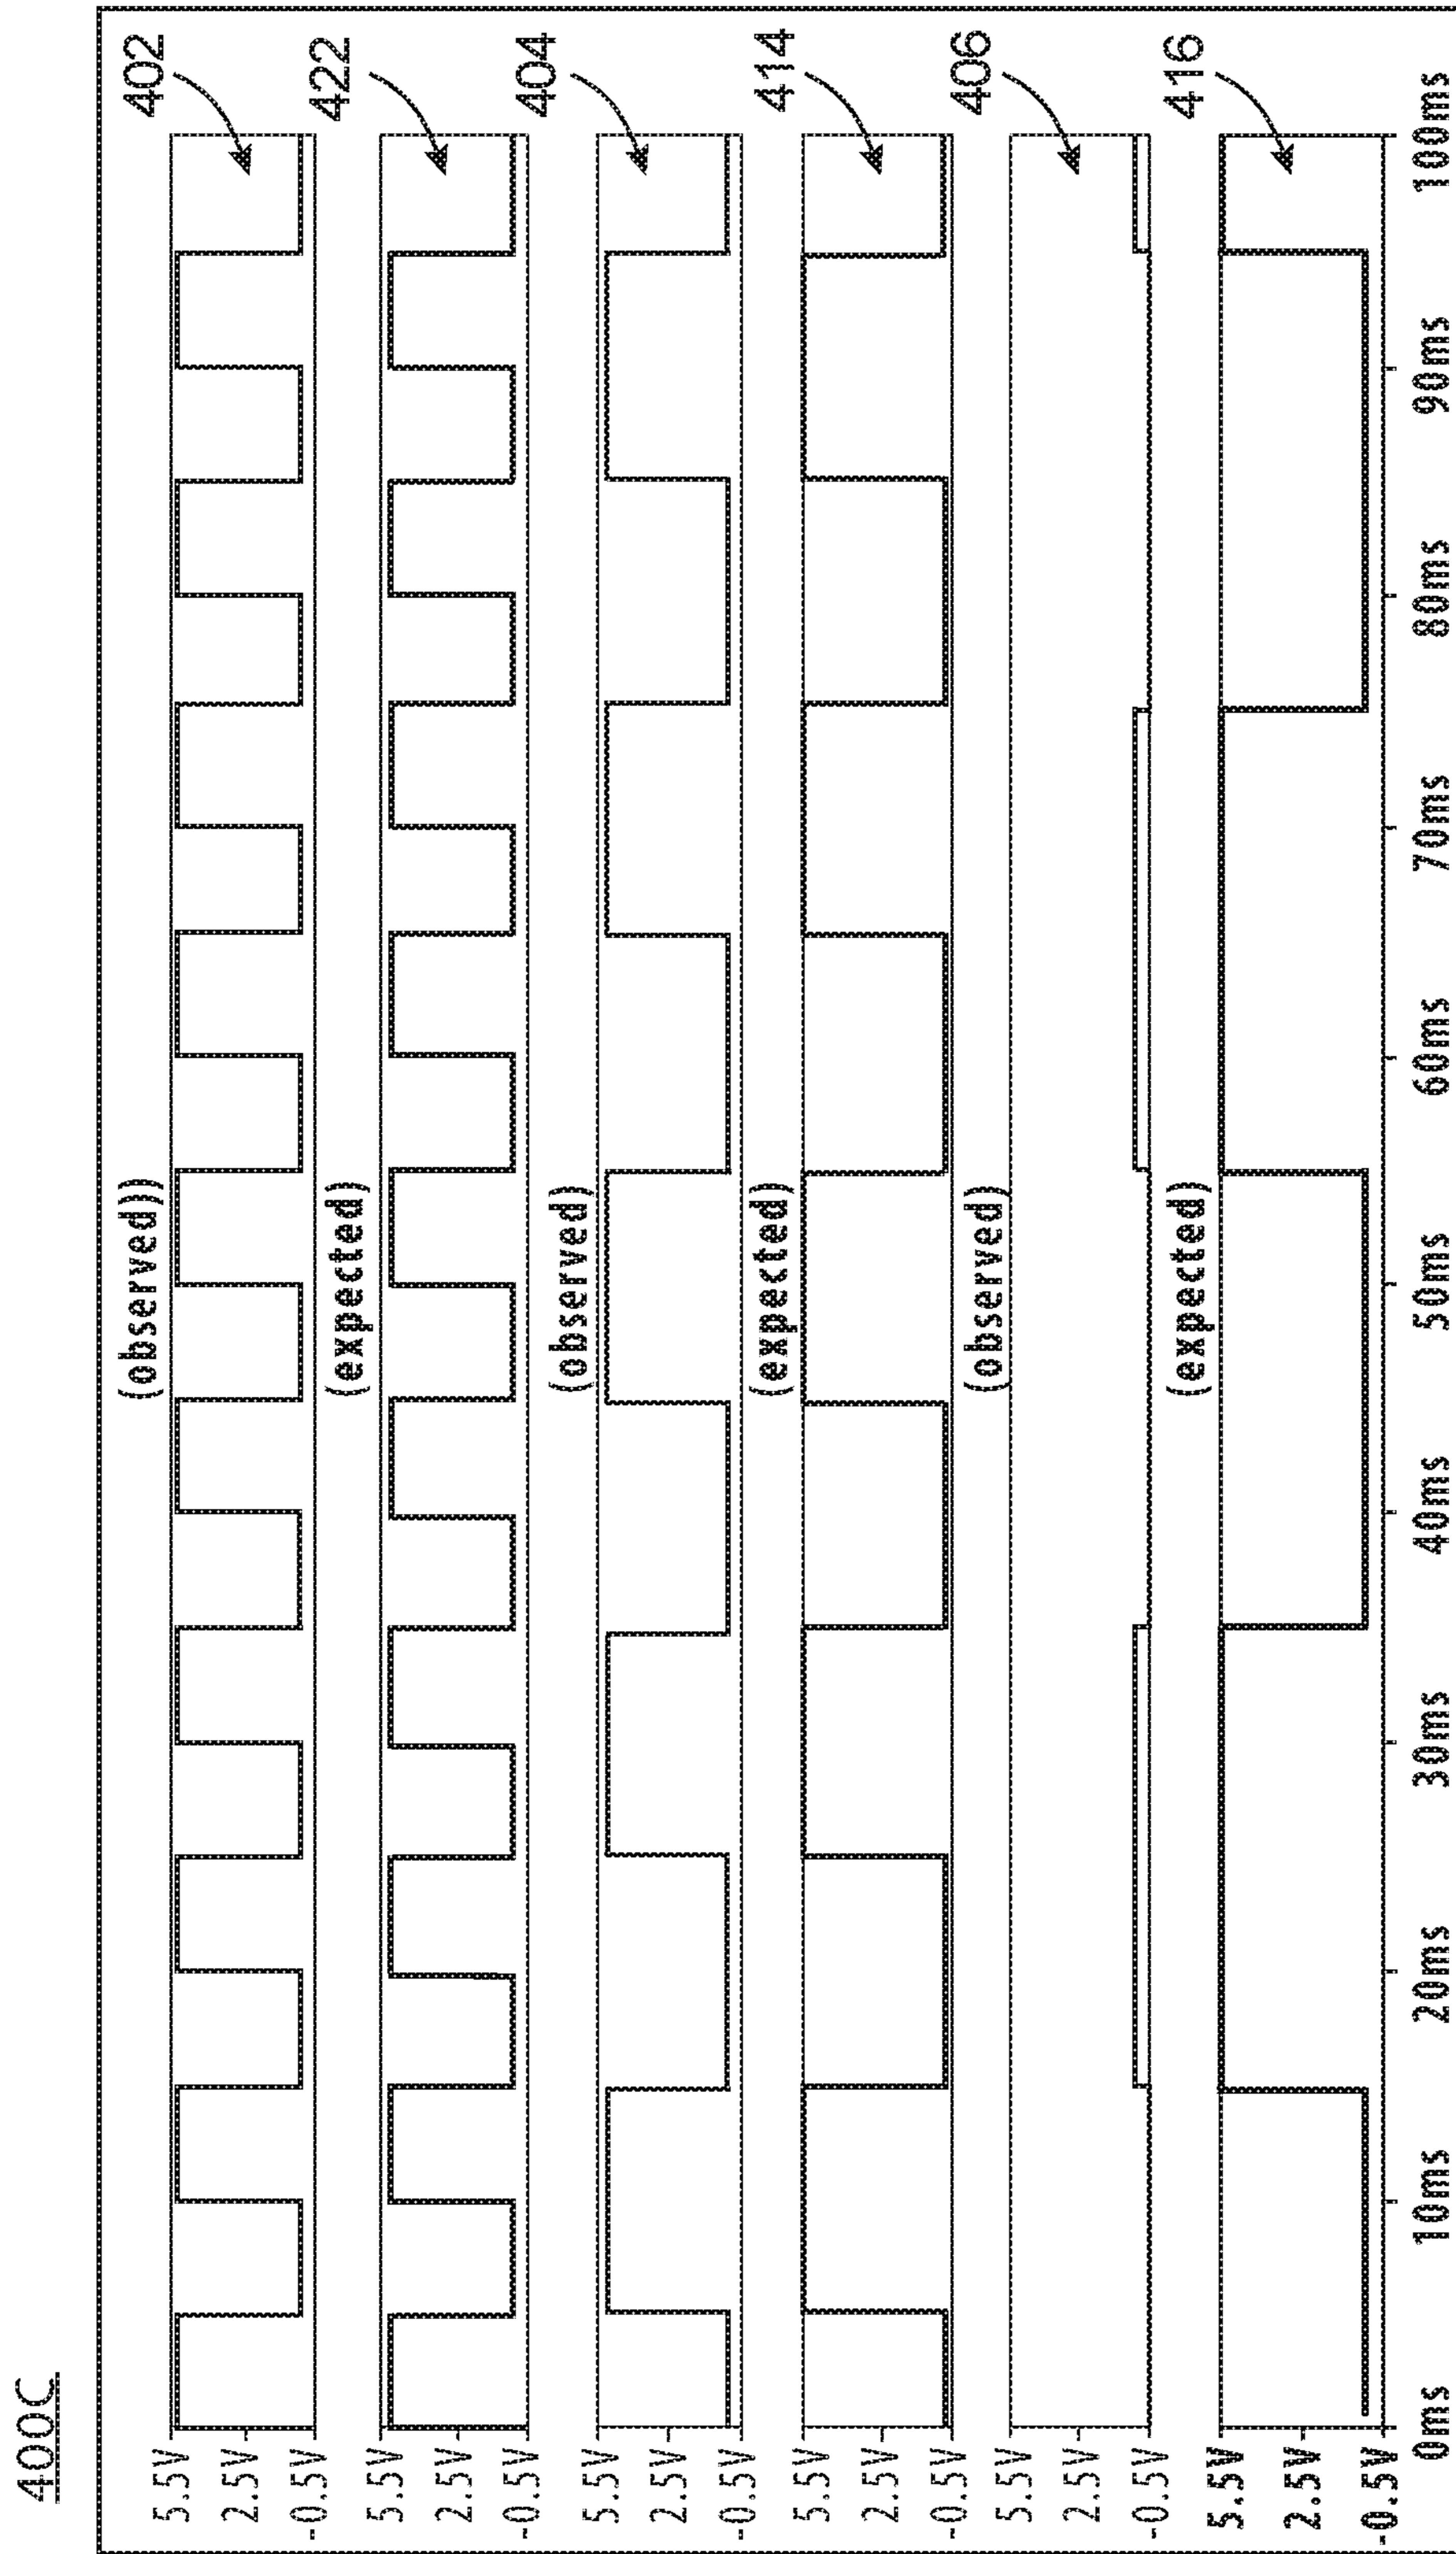 400C
(observed))
402
5.5V
2.5V
-0.5V
(expected)
422
5.5V
2.5V
-0.5V
(observed)
404
5.5V
2.5V
-0.5V
(expected)
414
5.5V
2.5V
-0.5V
(observed)
406
5.5V
2.5V
-0.5V
(expected)
416
5.5V
2.5V
-0.5V
0ms 10ms 20ms 30ms 40ms 50ms 60ms 70ms 80ms 90ms 100ms